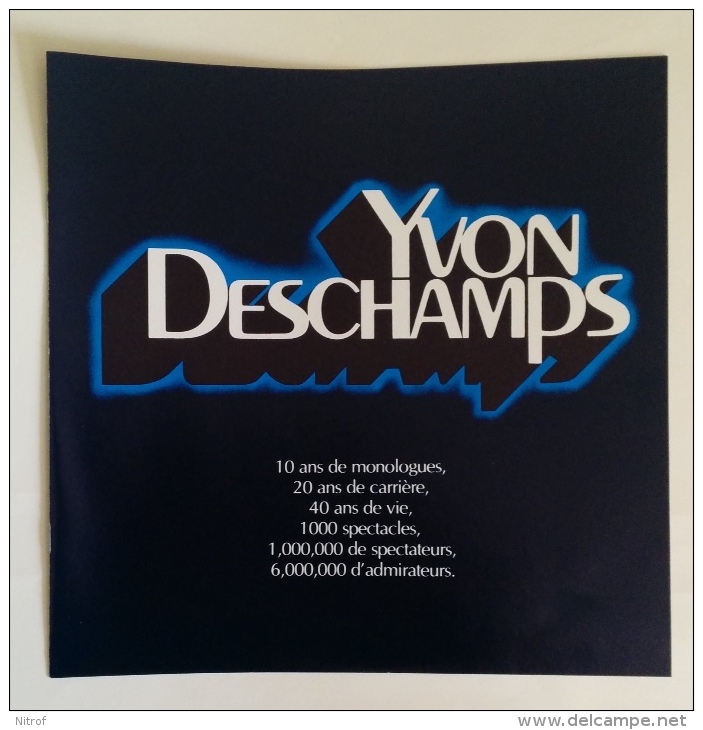 YVON
DESCHAMPS
10 ans de monologues,
20 ans de carrière,
40 ans de vie,
1000 spectacles,
1,000,000 de spectateurs,
6,000,000 d'admirateurs.
Nitrof
www.delcampe.net